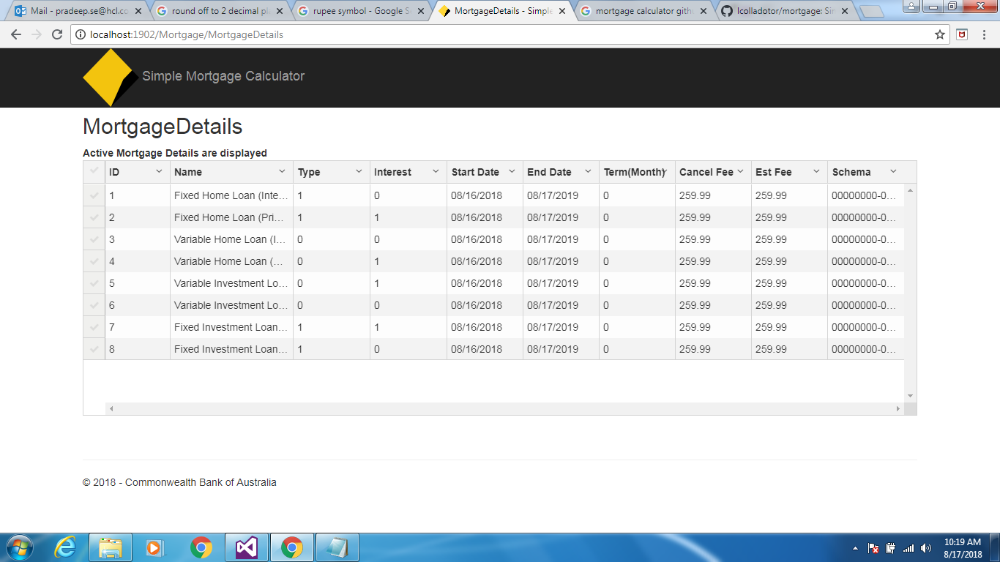 Mail - pradeep.se@hcl.co
round off to 2 decimal pl
rupee symbol - Google S
MortgageDetails - Simple
mortgage calculator gith
lcolladotor/mortgage: Si
localhost:1902/Mortgage/MortgageDetails
Simple Mortgage Calculator
MortgageDetails
Active Mortgage Details are displayed
ID Name Type Interest Start Date End Date Term(Month) Cancel Fee Est Fee Schema
1 Fixed Home Loan (Inte... 1 0 08/16/2018 08/17/2019 0 259.99 259.99 00000000-0...
2 Fixed Home Loan (Pri... 1 1 08/16/2018 08/17/2019 0 259.99 259.99 00000000-0...
3 Variable Home Loan (I... 0 0 08/16/2018 08/17/2019 0 259.99 259.99 00000000-0...
4 Variable Home Loan (... 0 1 08/16/2018 08/17/2019 0 259.99 259.99 00000000-0...
5 Variable Investment Lo... 0 1 08/16/2018 08/17/2019 0 259.99 259.99 00000000-0...
6 Variable Investment Lo... 0 0 08/16/2018 08/17/2019 0 259.99 259.99 00000000-0...
7 Fixed Investment Loan... 1 1 08/16/2018 08/17/2019 0 259.99 259.99 00000000-0...
8 Fixed Investment Loan... 1 0 08/16/2018 08/17/2019 0 259.99 259.99 00000000-0...
© 2018 - Commonwealth Bank of Australia
10:19 AM
8/17/2018